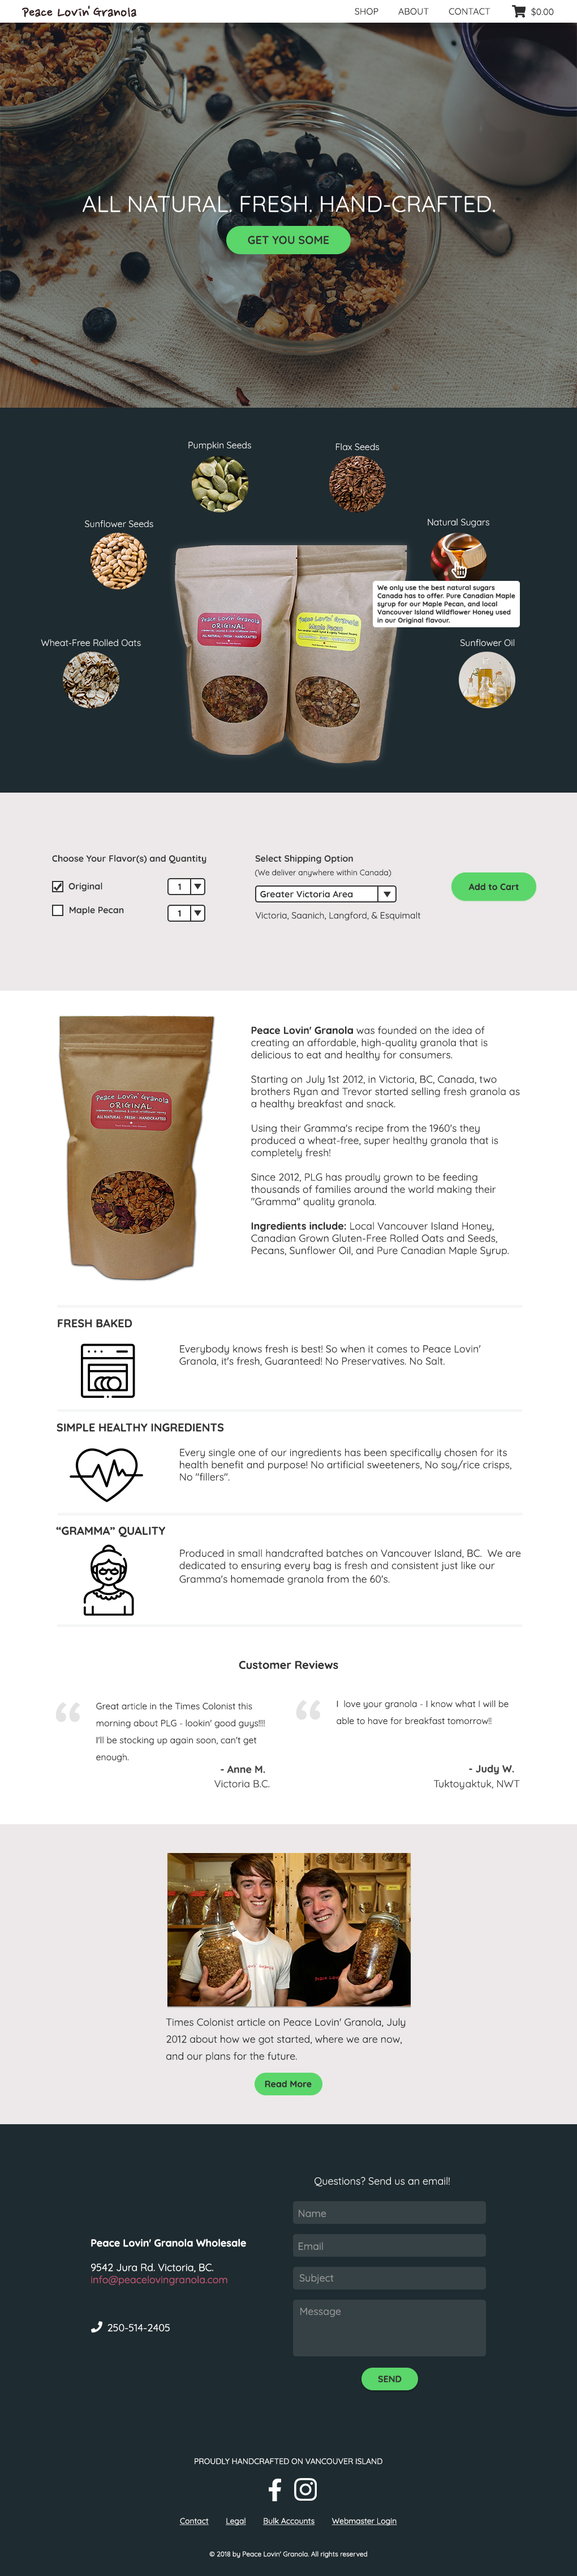 Peace Lovin' Granola
SHOP ABOUT CONTACT $0.00
ALL NATURAL. FRESH. HAND-CRAFTED.
GET YOU SOME
Pumpkin Seeds
Flax Seeds
Sunflower Seeds
Natural Sugars
We only use the best natural sugars
Canada has to offer. Pure Canadian Maple
syrup for our Maple Pecan, and local
Vancouver Island Wildflower Honey used
in our Original flavour.
Wheat-Free Rolled Oats
Sunflower Oil
Peace Lovin' Granola
ORIGINAL
ALL NATURAL - FRESH - HANDCRAFTED
Peace Lovin' Granola
Maple Pecan
ALL NATURAL - FRESH - HANDCRAFTED
Choose Your Flavor(s) and Quantity
Original 1
Maple Pecan 1
Select Shipping Option
(We deliver anywhere within Canada)
Greater Victoria Area
Victoria, Saanich, Langford, & Esquimalt
Add to Cart
Peace Lovin' Granola
ORIGINAL
ALL NATURAL - FRESH - HANDCRAFTED
Peace Lovin' Granola was founded on the idea of
creating an affordable, high-quality granola that is
delicious to eat and healthy for consumers.
Starting on July 1st 2012, in Victoria, BC, Canada, two
brothers Ryan and Trevor started selling fresh granola as
a healthy breakfast and snack.
Using their Gramma's recipe from the 1960's they
produced a wheat-free, super healthy granola that is
completely fresh!
Since 2012, PLG has proudly grown to be feeding
thousands of families around the world making their
"Gramma" quality granola.
Ingredients include: Local Vancouver Island Honey,
Canadian Grown Gluten-Free Rolled Oats and Seeds,
Pecans, Sunflower Oil, and Pure Canadian Maple Syrup.
FRESH BAKED
Everybody knows fresh is best! So when it comes to Peace Lovin'
Granola, it's fresh, Guaranteed! No Preservatives. No Salt.
SIMPLE HEALTHY INGREDIENTS
Every single one of our ingredients has been specifically chosen for its
health benefit and purpose! No artificial sweeteners, No soy/rice crisps,
No "fillers".
“GRAMMA” QUALITY
Produced in small handcrafted batches on Vancouver Island, BC. We are
dedicated to ensuring every bag is fresh and consistent just like our
Gramma's homemade granola from the 60's.
Customer Reviews
Great article in the Times Colonist this
morning about PLG - lookin' good guys!!!!
I'll be stocking up again soon, can't get
enough.
- Anne M.
Victoria B.C.
I love your granola - I know what I will be
able to have for breakfast tomorrow!!
- Judy W.
Tuktoyaktuk, NWT
Times Colonist article on Peace Lovin' Granola, July
2012 about how we got started, where we are now,
and our plans for the future.
Read More
Peace Lovin' Granola Wholesale
9542 Jura Rd. Victoria, BC.
info@peacelovingranola.com
250-514-2405
Questions? Send us an email!
Name
Email
Subject
Message
SEND
PROUDLY HANDCRAFTED ON VANCOUVER ISLAND
Contact Legal Bulk Accounts Webmaster Login
© 2018 by Peace Lovin' Granola. All rights reserved